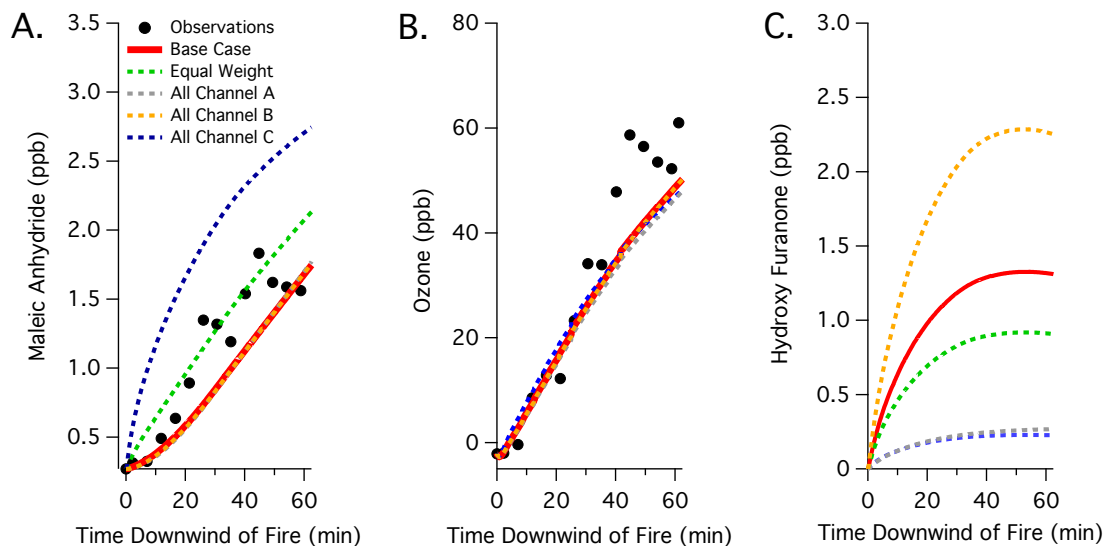 A.
3.5
3.0
2.5
2.0
1.5
1.0
0.5
Maleic Anhydride (ppb)
Observations
Base Case
Equal Weight
All Channel A
All Channel B
All Channel C
0
20
40
60
Time Downwind of Fire (min)
B.
80
60
40
20
0
Ozone (ppb)
0
20
40
60
Time Downwind of Fire (min)
C.
3.0
2.5
2.0
1.5
1.0
0.5
0
Hydroxy Furanone (ppb)
0
20
40
60
Time Downwind of Fire (min)